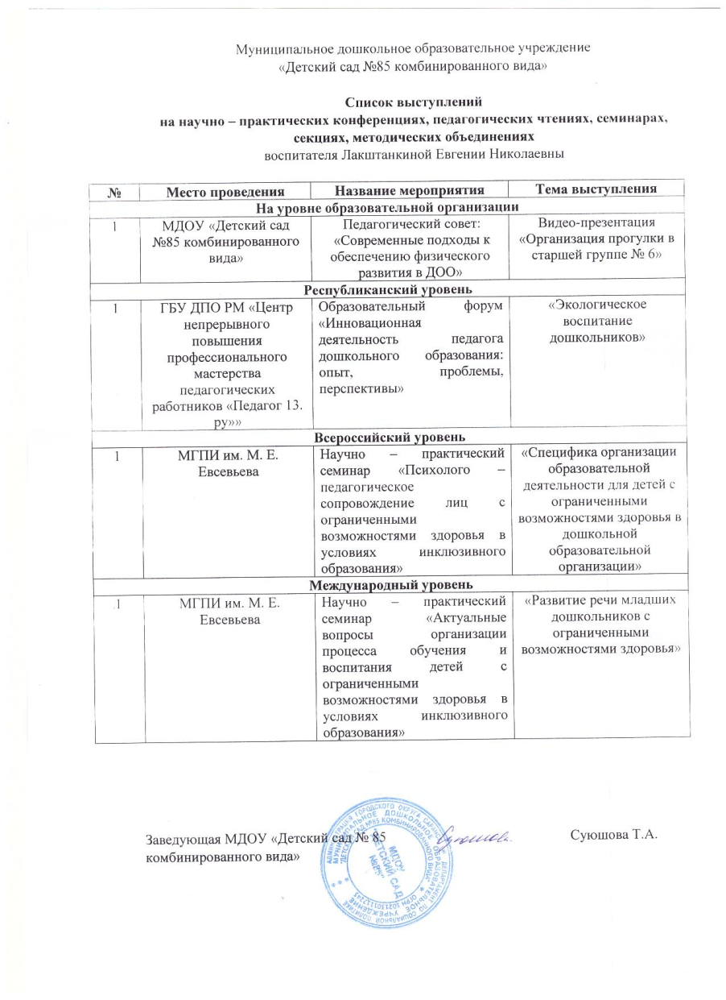 Муниципальное дошкольное образовательное учреждение
«Детский сад №85 комбинированного вида»
Список выступлений
на научно – практических конференциях, педагогических чтениях, семинарах,
секциях, методических объединениях
воспитателя Лакштанкиной Евгении Николаевны
№ Место проведения Название мероприятия Тема выступления
На уровне образовательной организации
1
МДОУ «Детский сад
№85 комбинированного
вида»
Педагогический совет:
«Современные подходы к
обеспечению физического
развития в ДОО»
Видео-презентация
«Организация прогулки в
старшей группе № 6»
Республиканский уровень
1
ГБУ ДПО РМ «Центр
непрерывного
повышения
профессионального
мастерства
педагогических
работников «Педагог 13.
ру»»
Образовательный форум
«Инновационная
деятельность педагога
дошкольного образования:
опыт, проблемы,
перспективы»
«Экологическое
воспитание
дошкольников»
Всероссийский уровень
1
МГПИ им. М. Е.
Евсевьева
Научно – практический
семинар «Психолого –
педагогическое
сопровождение лиц с
ограниченными
возможностями здоровья в
условиях инклюзивного
образования»
«Специфика организации
образовательной
деятельности для детей с
ограниченными
возможностями здоровья в
дошкольной
образовательной
организации»
Международный уровень
1
МГПИ им. М. Е.
Евсевьева
Научно – практический
семинар «Актуальные
вопросы организации
процесса обучения и
воспитания детей с
ограниченными
возможностями здоровья в
условиях инклюзивного
образования»
«Развитие речи младших
дошкольников с
ограниченными
возможностями здоровья»
Заведующая МДОУ «Детский сад № 85
комбинированного вида»
Суюшова Т.А.
МДОУ
"ДЕТСКИЙ САД
№85"